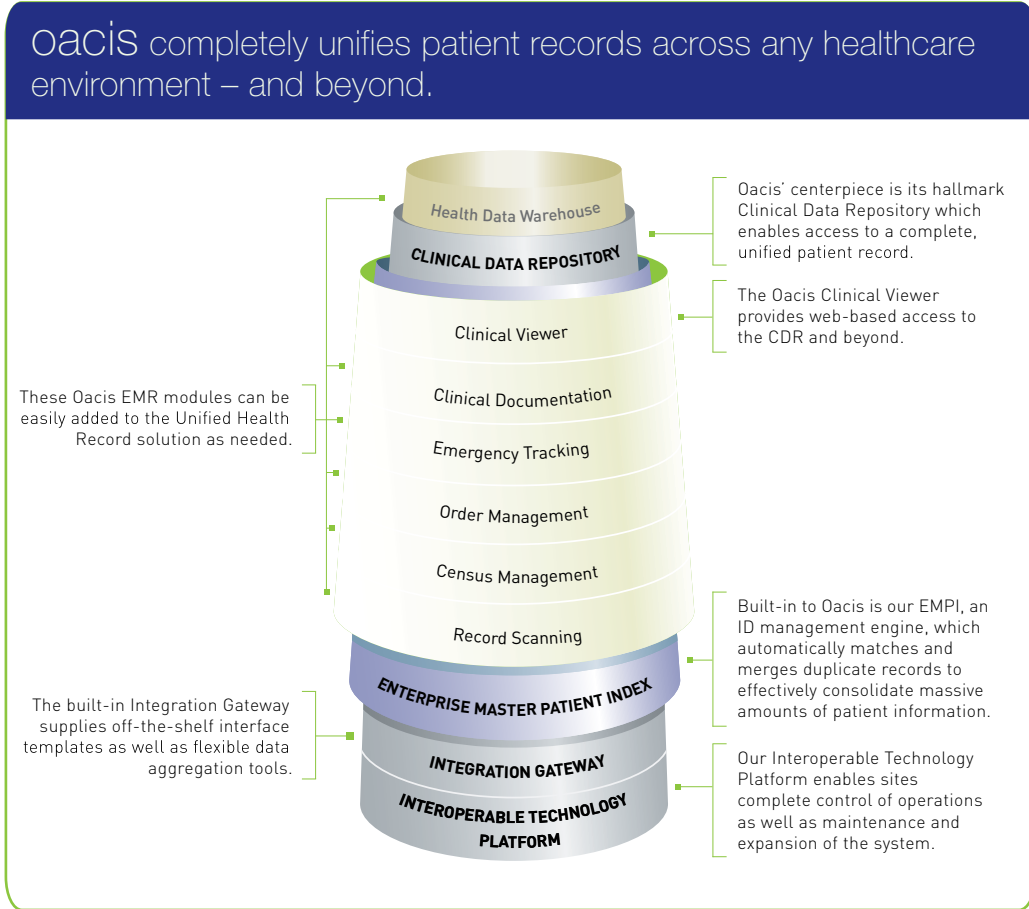 oacis completely unifies patient records across any healthcare
environment – and beyond.
Health Data Warehouse
CLINICAL DATA REPOSITORY
Oacis’ centerpiece is its hallmark
Clinical Data Repository which
enables access to a complete,
unified patient record.
The Oacis Clinical Viewer
provides web-based access to
the CDR and beyond.
Clinical Viewer
Clinical Documentation
Emergency Tracking
Order Management
Census Management
Record Scanning
These Oacis EMR modules can be
easily added to the Unified Health
Record solution as needed.
ENTERPRISE MASTER PATIENT INDEX
Built-in to Oacis is our EMPI, an
ID management engine, which
automatically matches and
merges duplicate records to
effectively consolidate massive
amounts of patient information.
The built-in Integration Gateway
supplies off-the-shelf interface
templates as well as flexible data
aggregation tools.
INTEGRATION GATEWAY
INTEROPERABLE TECHNOLOGY
PLATFORM
Our Interoperable Technology
Platform enables sites
complete control of operations
as well as maintenance and
expansion of the system.